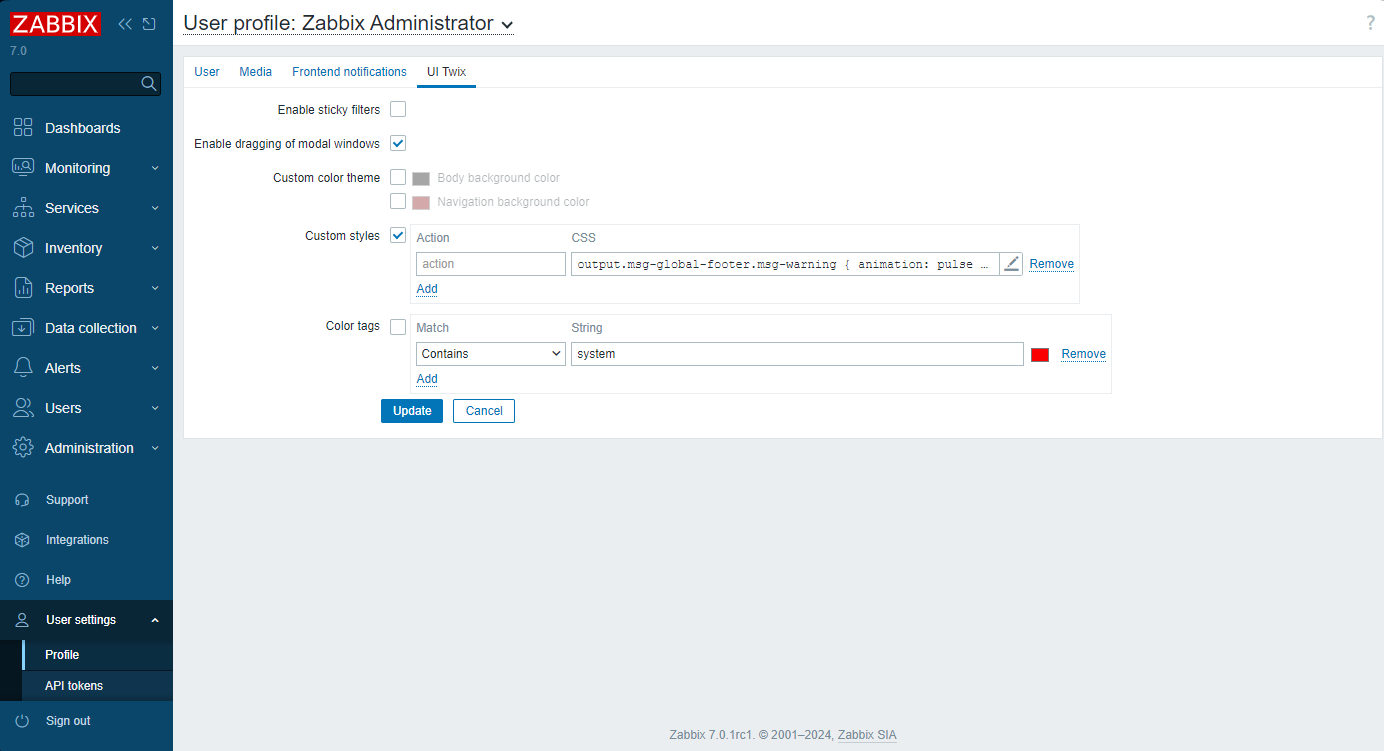 ZABBIX
7.0
Dashboards
Monitoring
Services
Inventory
Reports
Data collection
Alerts
Users
Administration
Support
Integrations
Help
User settings
Profile
API tokens
Sign out
User profile: Zabbix Administrator
?
User Media Frontend notifications UI Twix
Enable sticky filters
Enable dragging of modal windows
Custom color theme Body background color
Navigation background color
Custom styles Action CSS
action output.msg-global-footer.msg-warning { animation: pulse … Remove
Add
Color tags Match String
Contains system Remove
Add
Update Cancel
Zabbix 7.0.1rc1. © 2001–2024, Zabbix SIA